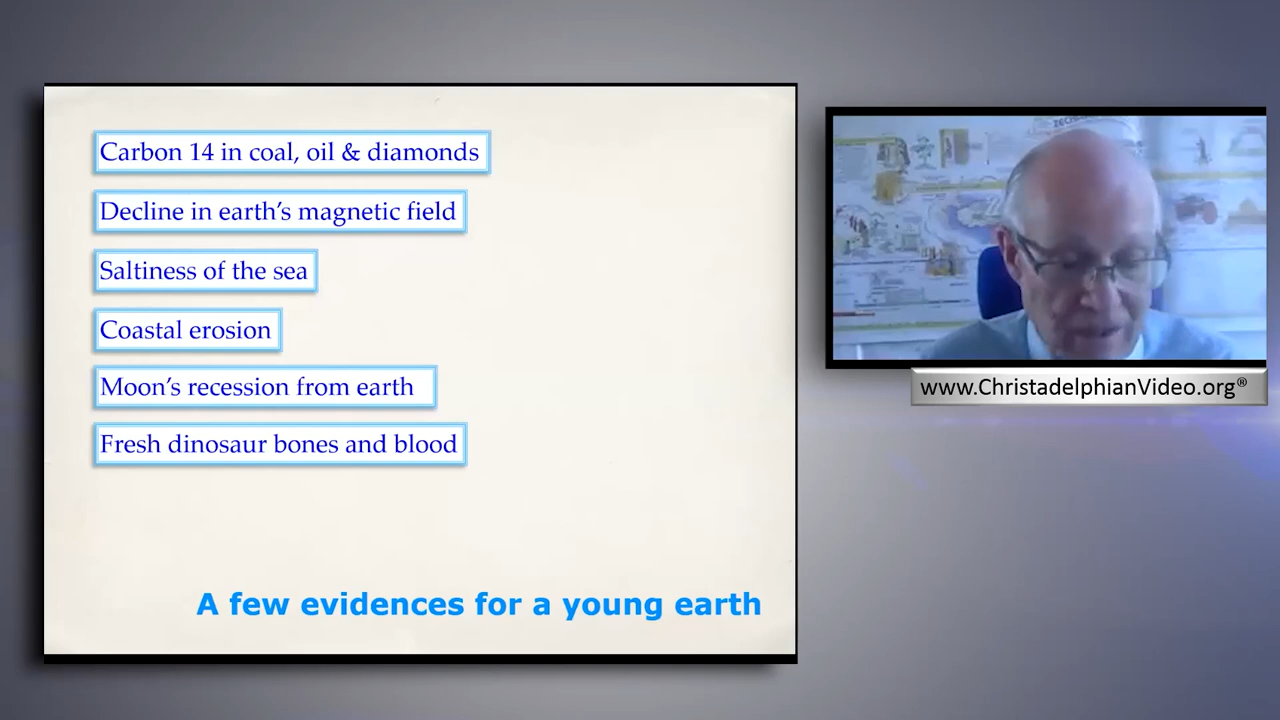 Carbon 14 in coal, oil & diamonds
Decline in earth's magnetic field
Saltiness of the sea
Coastal erosion
Moon's recession from earth
Fresh dinosaur bones and blood
A few evidences for a young earth
www.ChristadelphianVideo.org®